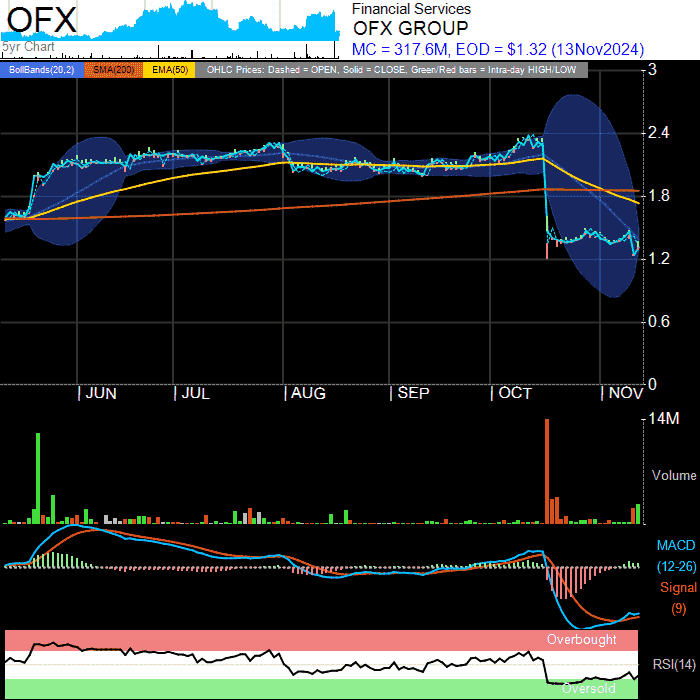 OFX
5yr Chart
Financial Services
OFX GROUP
MC = 317.6M, EOD = $1.32 (13Nov2024)
BollBands(20,2) SMA(200) EMA(50) OHLC Prices: Dashed = OPEN, Solid = CLOSE, Green/Red bars = Intra-day HIGH/LOW
3
2.4
1.8
1.2
0.6
0
| JUN | JUL | AUG | SEP | OCT | NOV
14M
Volume
MACD
(12-26)
Signal
(9)
Overbought
RSI(14)
Oversold